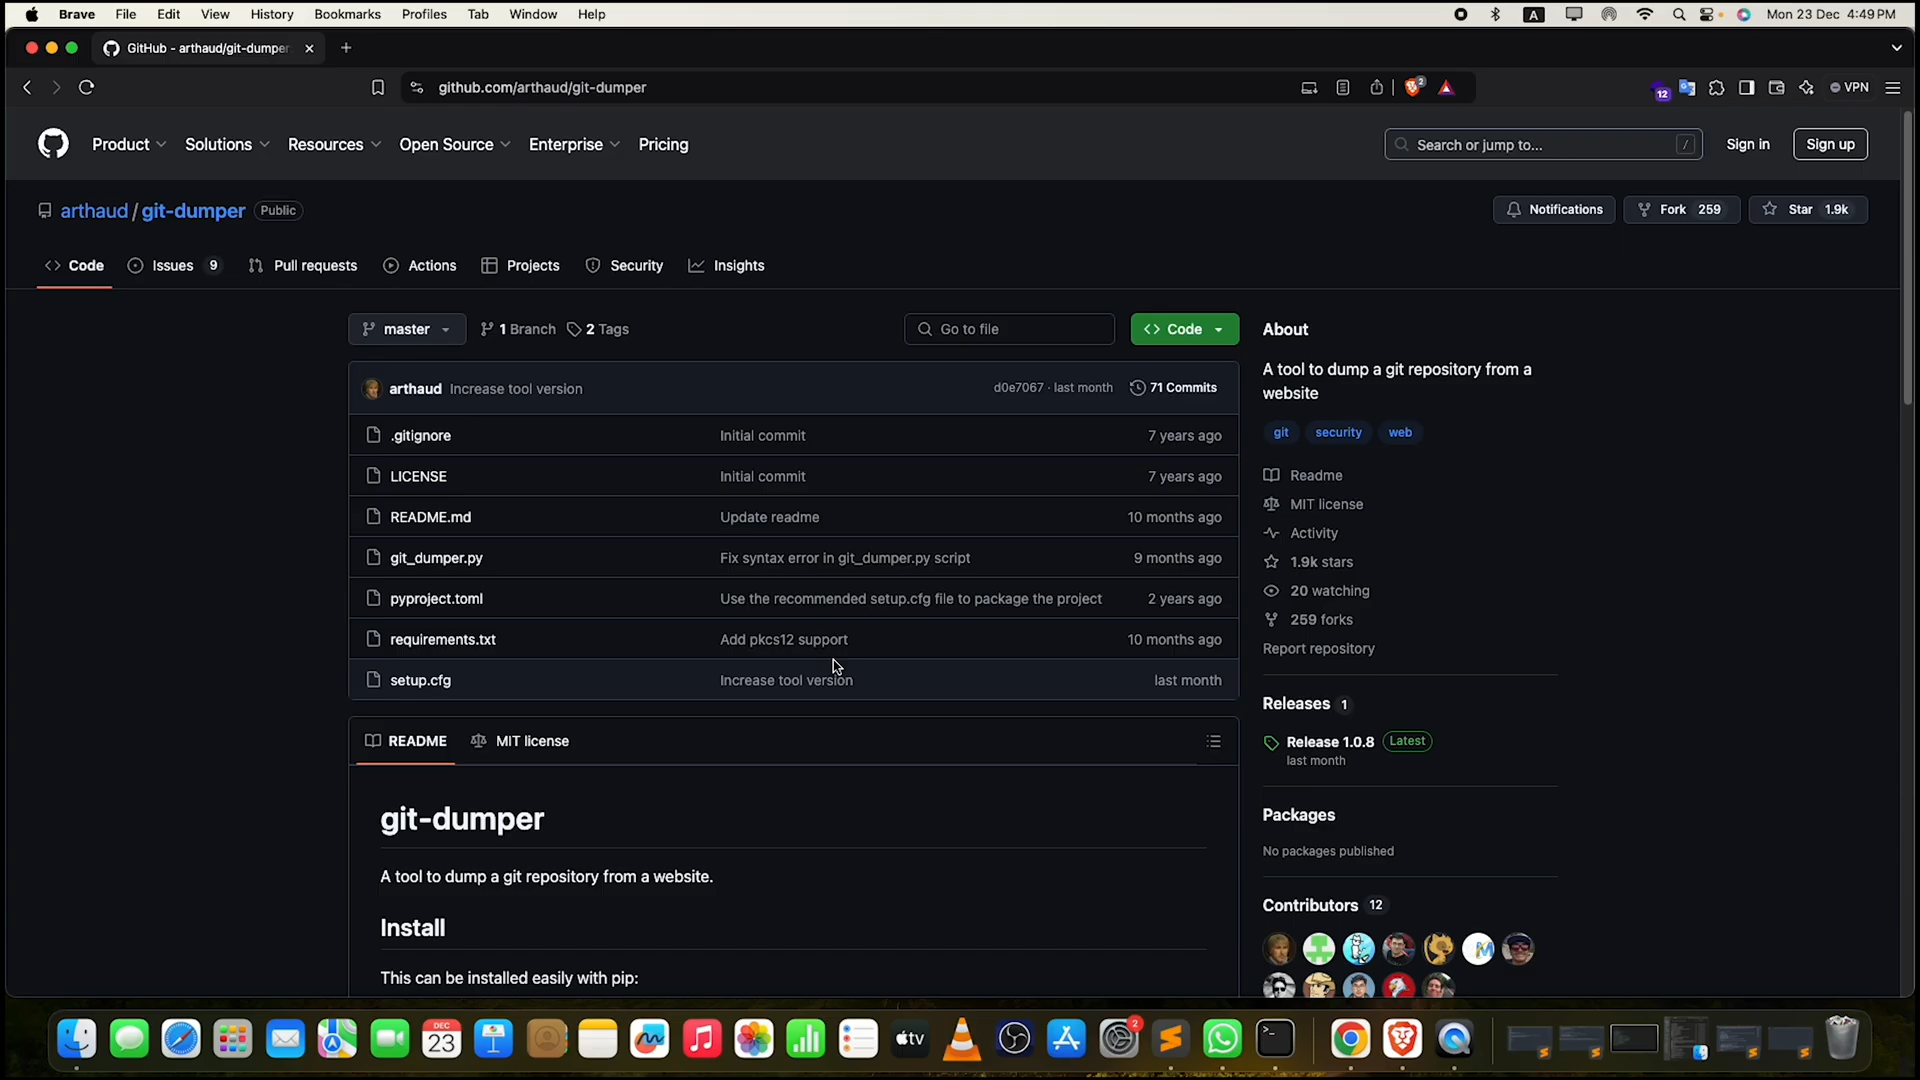 Brave File Edit View History Bookmarks Profiles Tab Window Help A Mon 23 Dec 4:49 PM
GitHub - arthaud/git-dumper
github.com/arthaud/git-dumper 2 12 VPN
Product Solutions Resources Open Source Enterprise Pricing Search or jump to... / Sign in Sign up
arthaud / git-dumper Public Notifications Fork 259 Star 1.9k
Code Issues 9 Pull requests Actions Projects Security Insights
master 1 Branch 2 Tags Go to file Code
arthaud Increase tool version d0e7067 · last month 71 Commits
.gitignore Initial commit 7 years ago
LICENSE Initial commit 7 years ago
README.md Update readme 10 months ago
git_dumper.py Fix syntax error in git_dumper.py script 9 months ago
pyproject.toml Use the recommended setup.cfg file to package the project 2 years ago
requirements.txt Add pkcs12 support 10 months ago
setup.cfg Increase tool version last month
README MIT license
git-dumper
A tool to dump a git repository from a website.
Install
This can be installed easily with pip:
About
A tool to dump a git repository from a
website
git security web
Readme
MIT license
Activity
1.9k stars
20 watching
259 forks
Report repository
Releases 1
Release 1.0.8 Latest
last month
Packages
No packages published
Contributors 12
DEC
23
tv
2